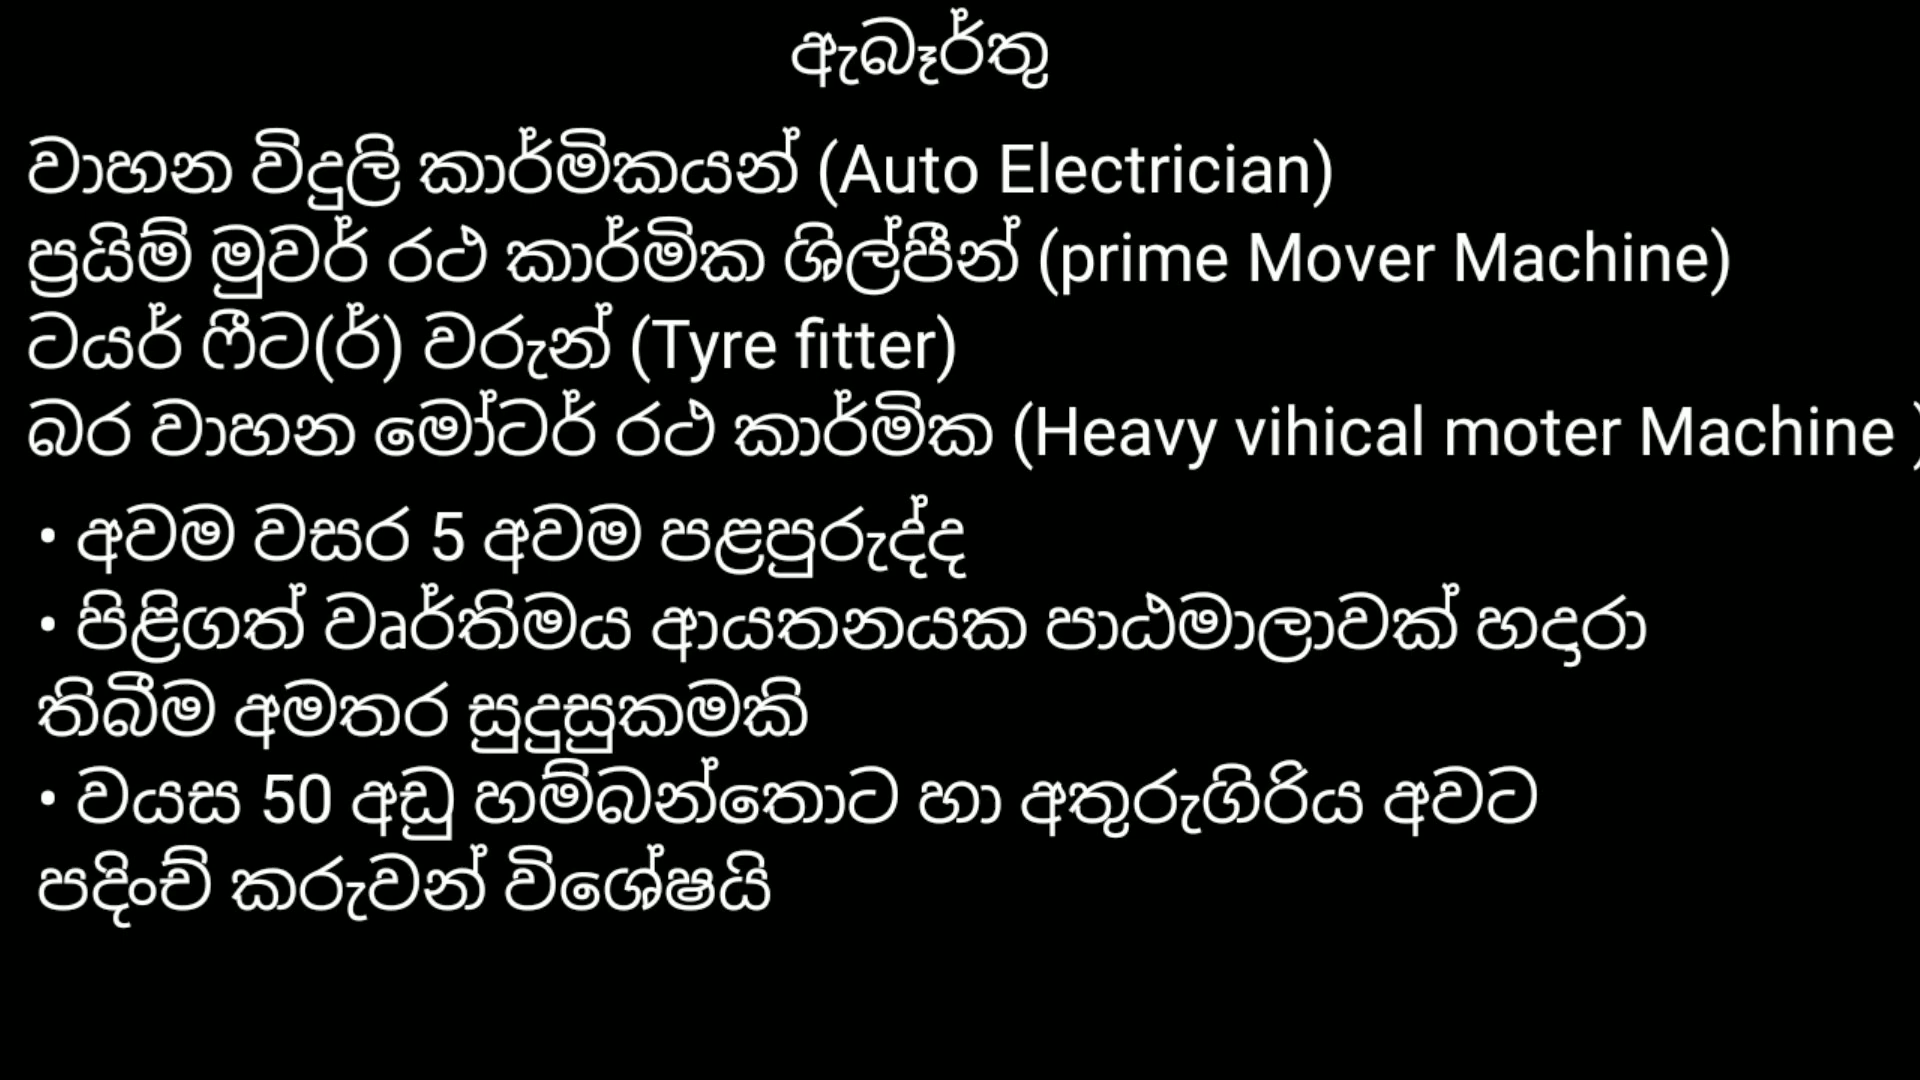 ඇබෑර්තු
වාහන විදුලි කාර්මිකයන් (Auto Electrician)
ප්‍රයිම් මුවර් රථ කාර්මික ශිල්පීන් (prime Mover Machine)
ටයර් ෆීට(ර්) වරුන් (Tyre fitter)
බර වාහන මෝටර් රථ කාර්මික (Heavy vihical moter Machine )
• අවම වසර 5 අවම පළපුරුද්ද
• පිළිගත් වෘර්තිමය ආයතනයක පාඨමාලාවක් හදුාරා
තිබීම අමතර සුදුසුකමකි
• වයස 50 අඩු හම්බන්තොට හා අතුරුගිරිය අවට
පදිංච් කරුවන් විශේෂයි